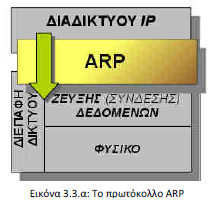 ΔΙΑΔΙΚΤΥΟΥ IP
ARP
ΔΙΕΠΑΦΗ
ΔΙΚΤΥΟΥ
ΖΕΥΞΗΣ (ΣΥΝΔΕΣΗΣ)
ΔΕΔΟΜΕΝΩΝ
ΦΥΣΙΚΟ
Εικόνα 3.3.α: Το πρωτόκολλο ARP